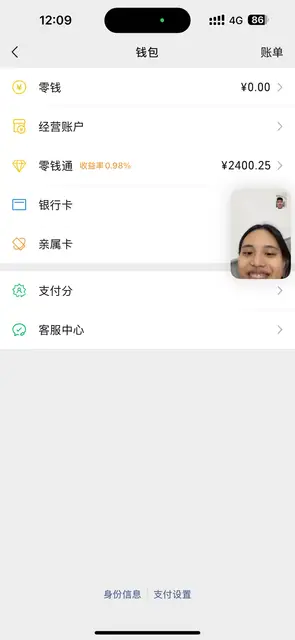 12:09 4G 86
钱包 账单
零钱 ¥0.00
经营账户
零钱通 收益率0.98% ¥2400.25
银行卡
亲属卡
支付分
客服中心
身份信息 支付设置